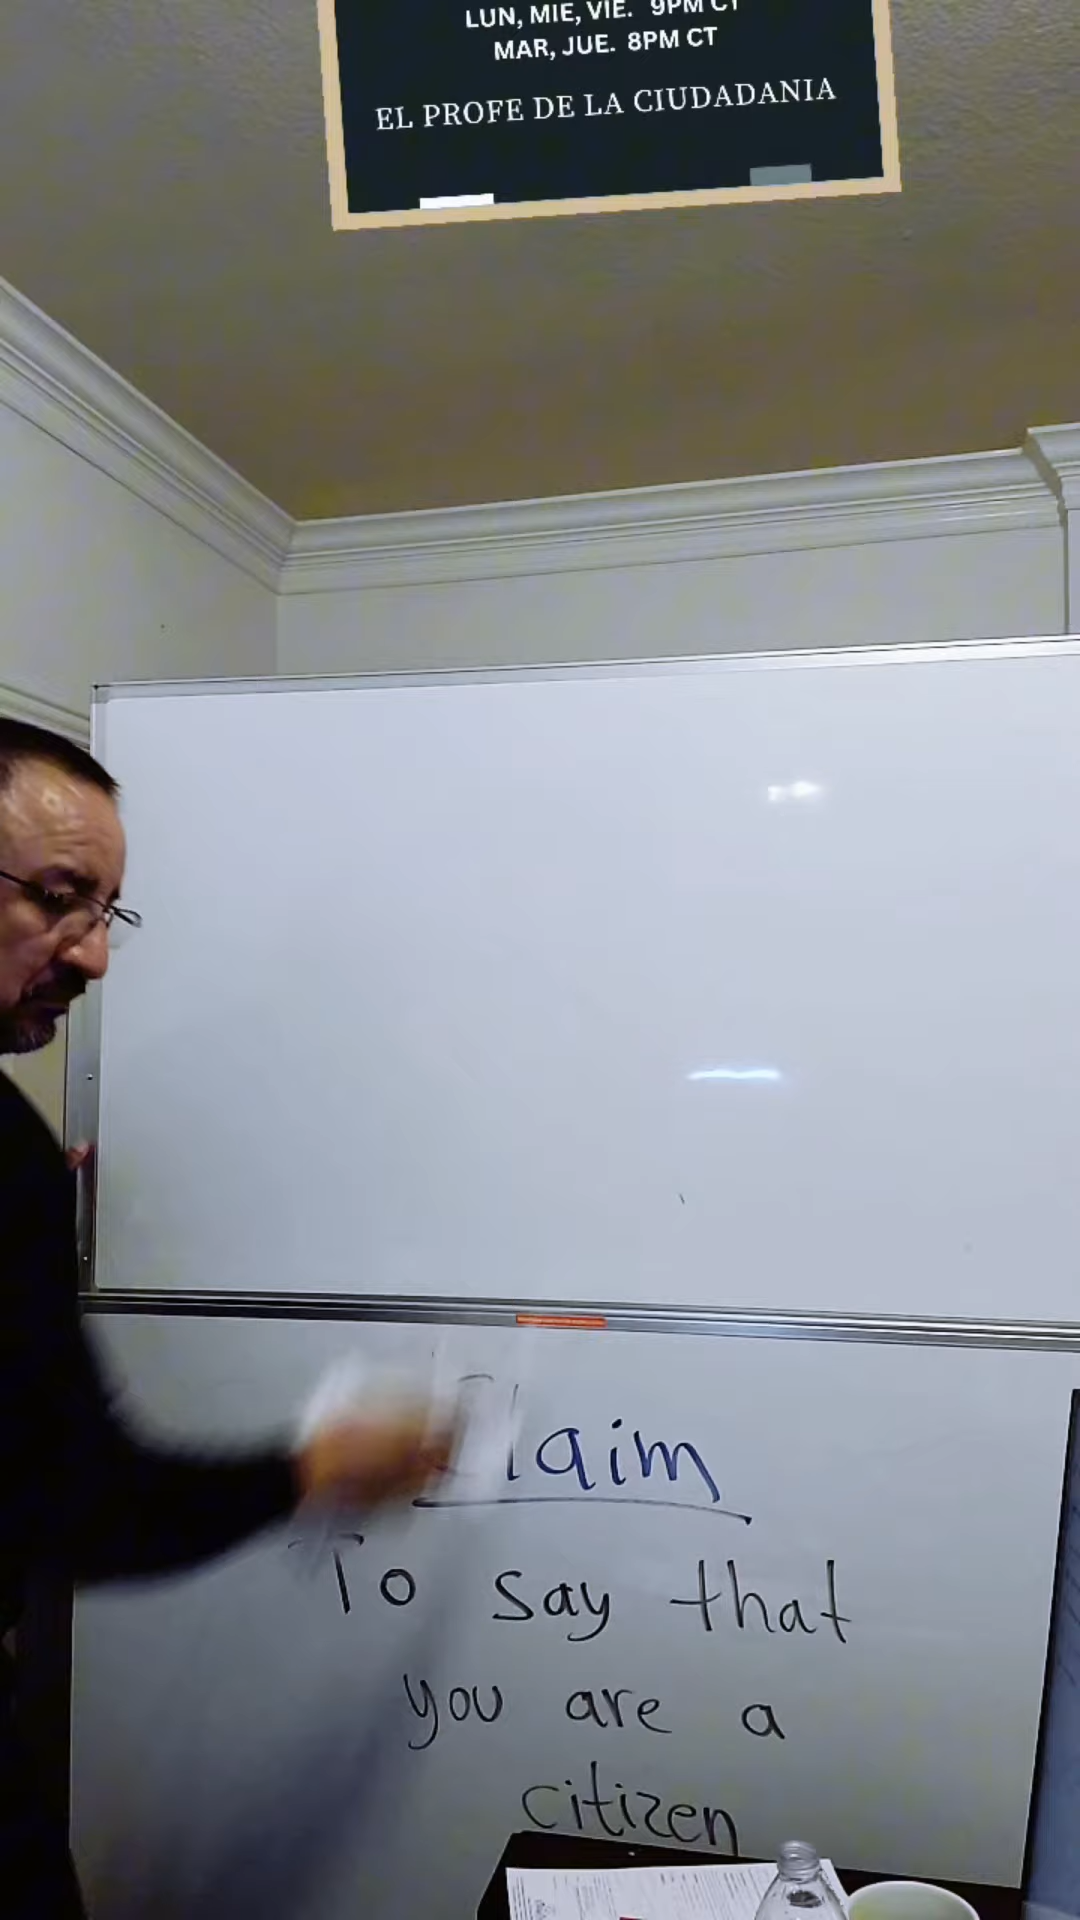 LUN, MIE, VIE. 9PM CT
MAR, JUE. 8PM CT
EL PROFE DE LA CIUDADANIA
Claim
To say that
you are a
citizen